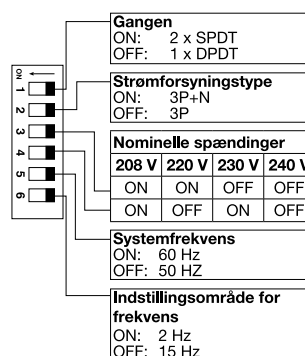 Gangen
ON: 2 x SPDT
OFF: 1 x DPDT
Strømforsyningstype
ON: 3P+N
OFF: 3P
Nominelle spændinger
208 V 220 V 230 V 240 V
ON ON OFF OFF
ON OFF ON OFF
Systemfrekvens
ON: 60 Hz
OFF: 50 HZ
Indstillingsområde for
frekvens
ON: 2 Hz
OFF: 15 Hz
ON
1
2
3
4
5
6